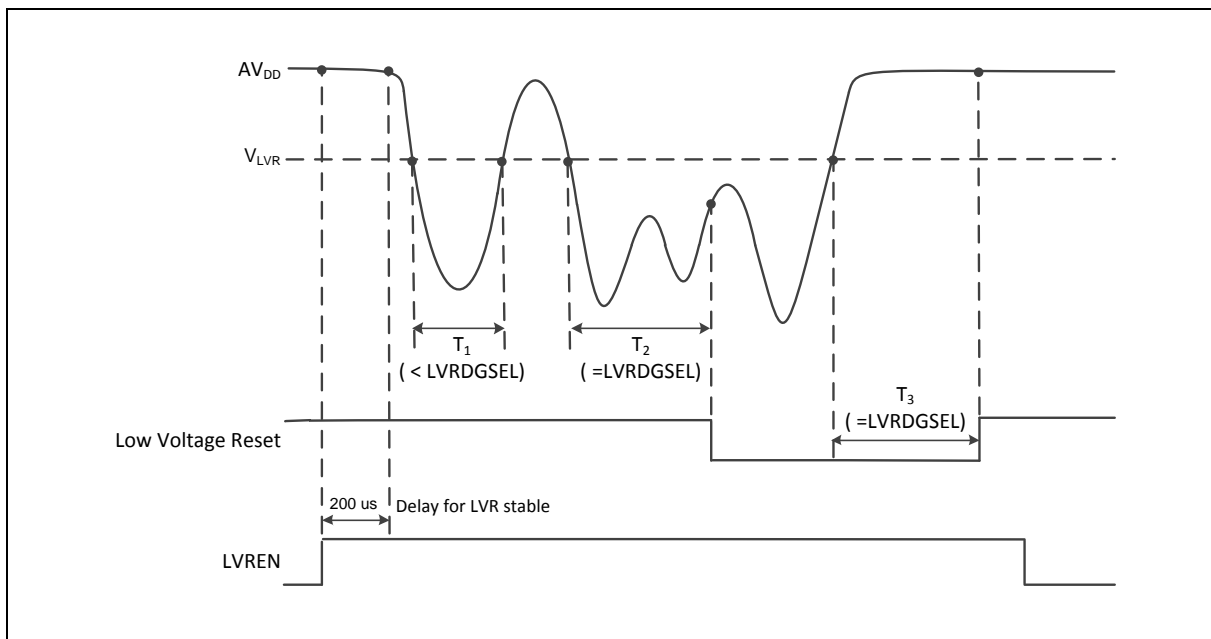 AVDD
VLVR
T1
( < LVRDGSEL)
T2
( =LVRDGSEL)
T3
( =LVRDGSEL)
Low Voltage Reset
200 us
Delay for LVR stable
LVREN